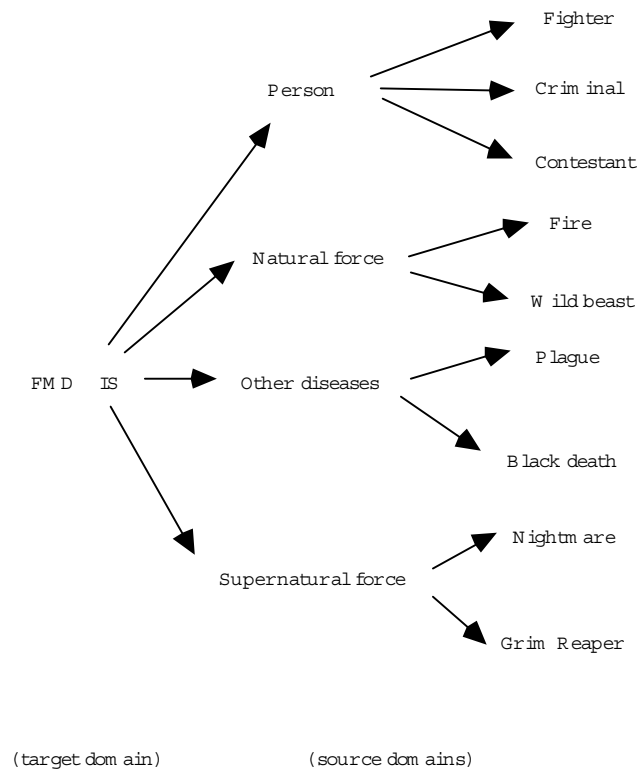 Fighter
Person
Criminal
Contestant
Fire
Natural force
Wild beast
Plague
FMD IS
Other diseases
Black death
Nightmare
Supernatural force
Grim Reaper
(target domain) (source domains)